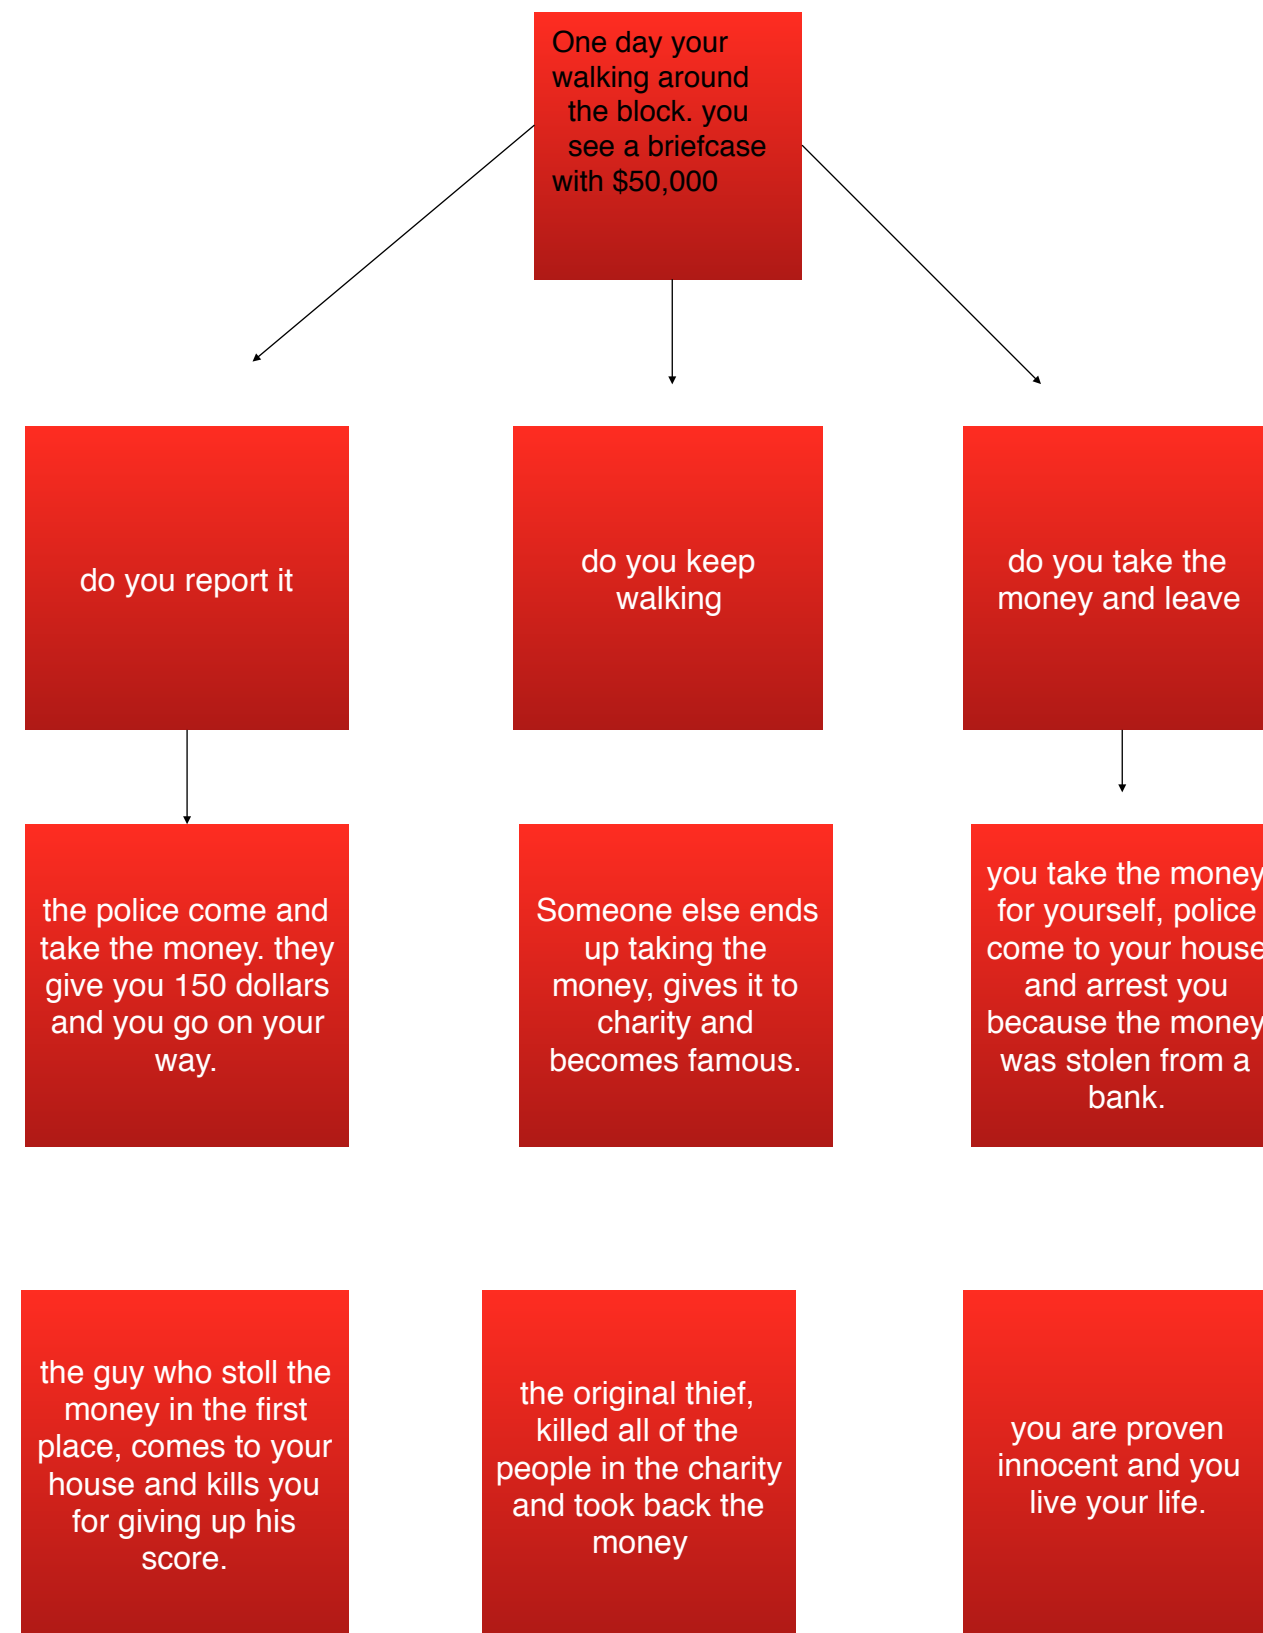 One day your
walking around
the block. you
see a briefcase
with $50,000
do you report it
do you keep
walking
do you take the
money and leave
the police come and
take the money. they
give you 150 dollars
and you go on your
way.
Someone else ends
up taking the
money, gives it to
charity and
becomes famous.
you take the money
for yourself, police
come to your house
and arrest you
because the money
was stolen from a
bank.
the guy who stoll the
money in the first
place, comes to your
house and kills you
for giving up his
score.
the original thief,
killed all of the
people in the charity
and took back the
money
you are proven
innocent and you
live your life.